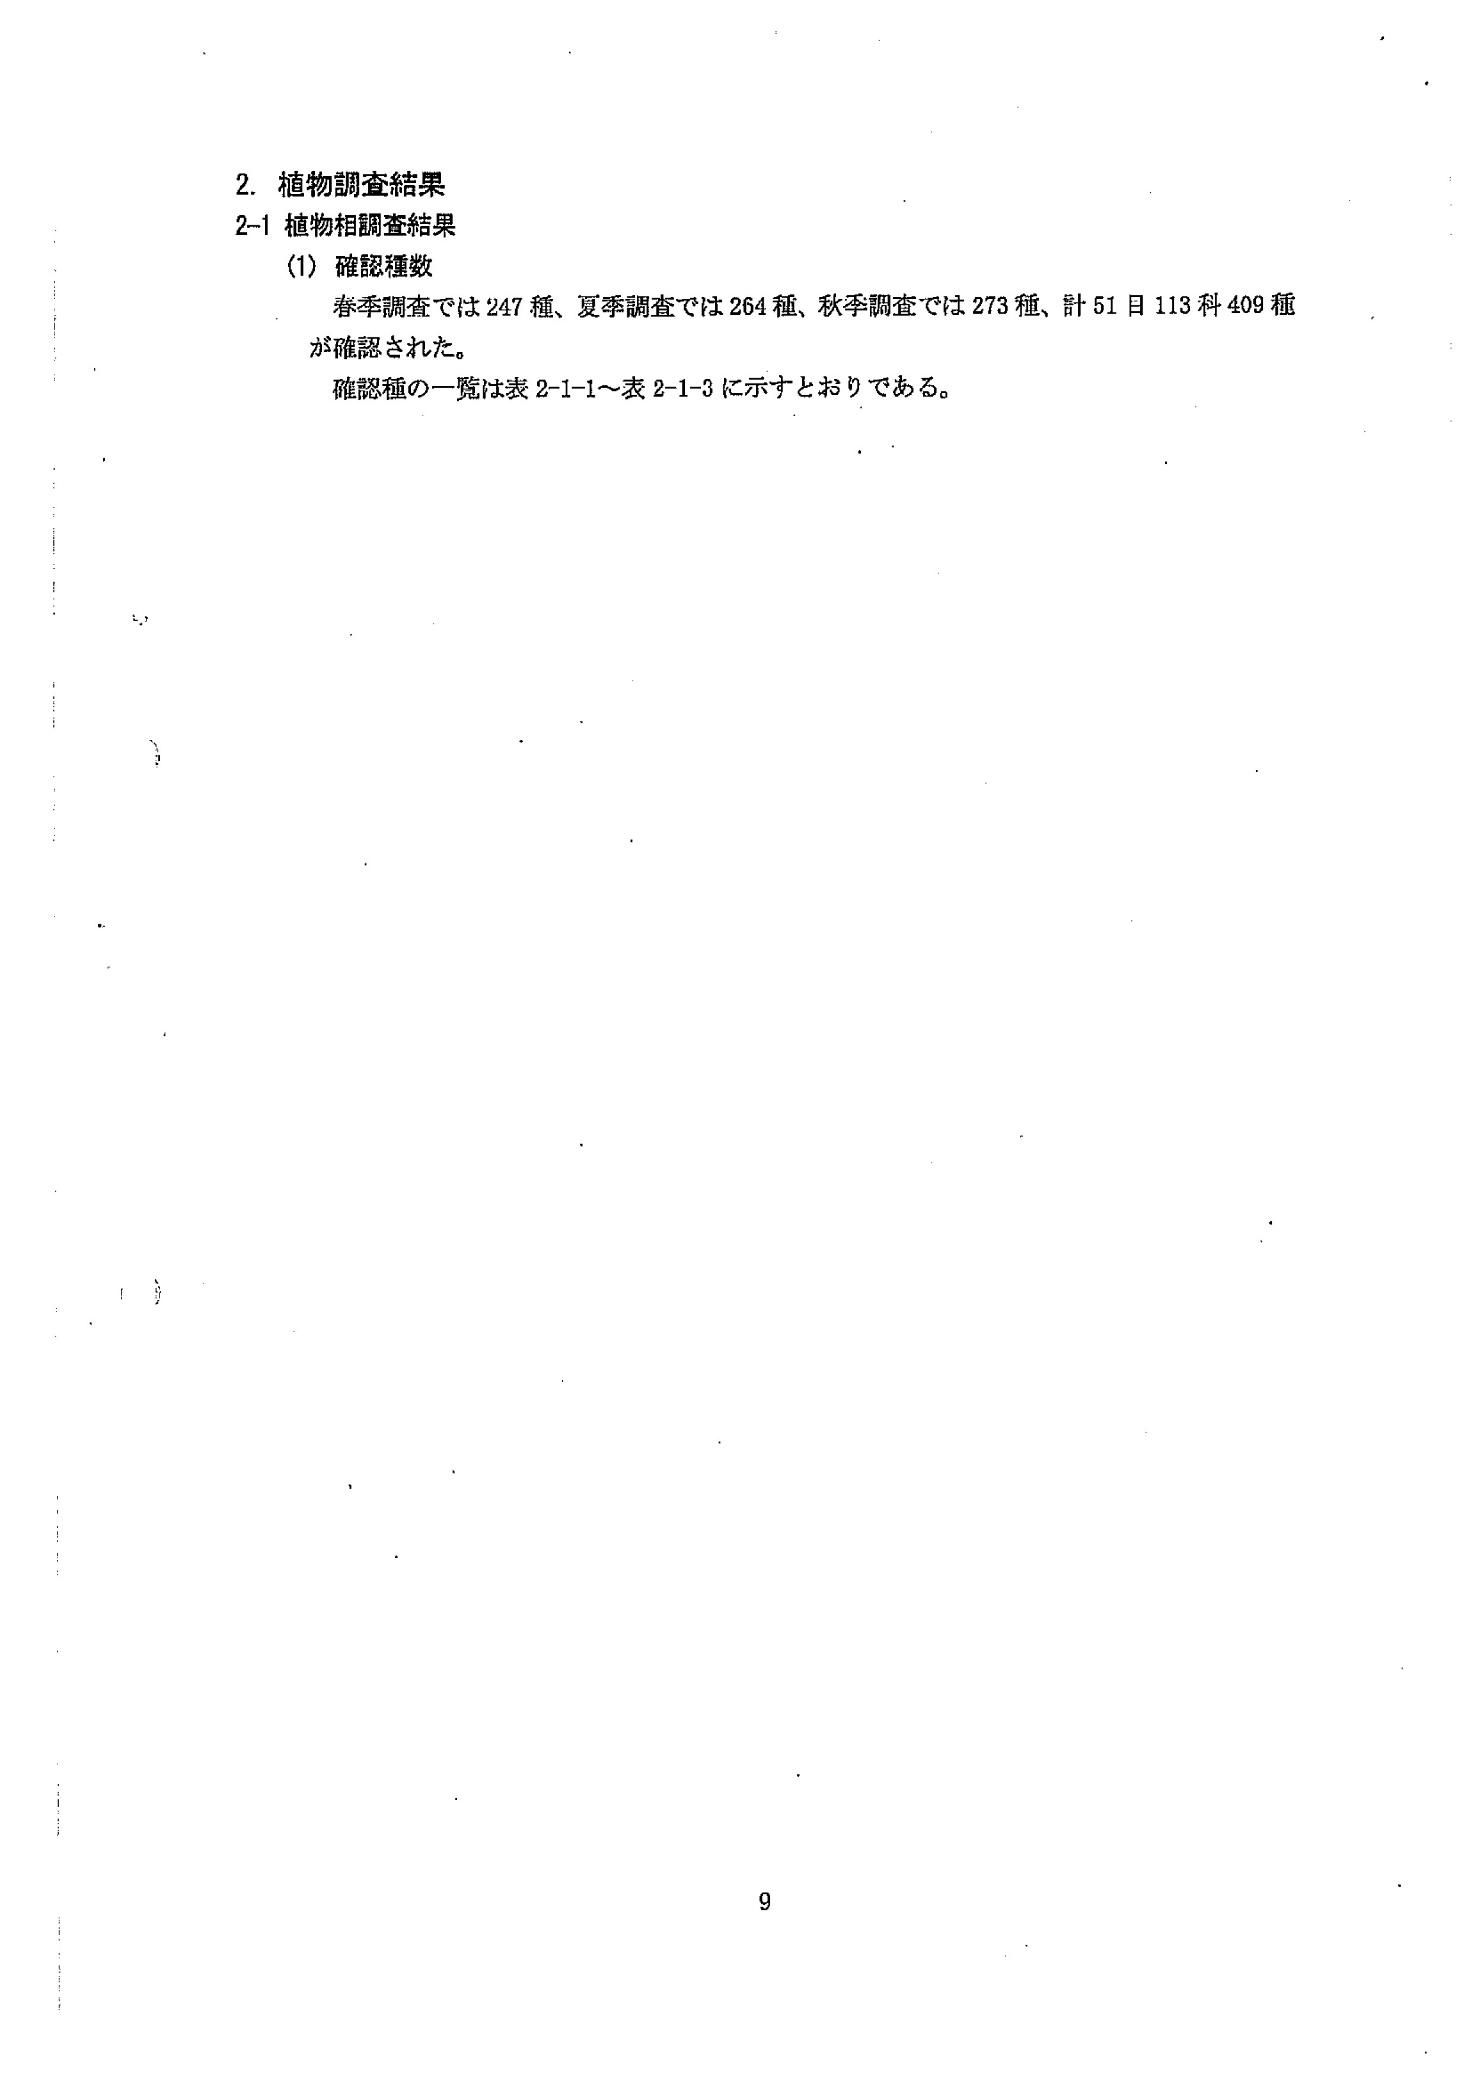 2. 植物調査結果
2-1 植物相調査結果
(1) 確認種数
春季調査では 247 種、夏季調査では 264 種、秋季調査では 273 種、計 51 目 113 科 409 種
が確認された。
確認種の一覧は表 2-1-1～表 2-1-3 に示すとおりである。
9